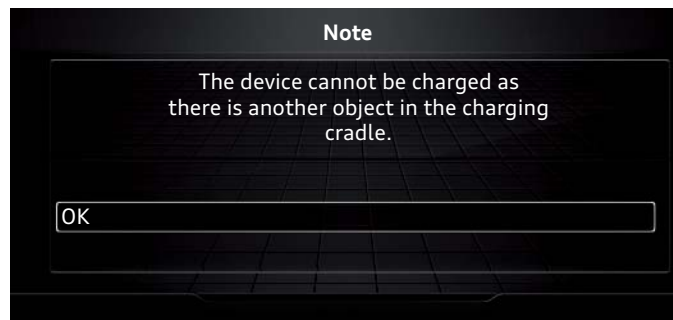 Note
The device cannot be charged as
there is another object in the charging
cradle.
OK